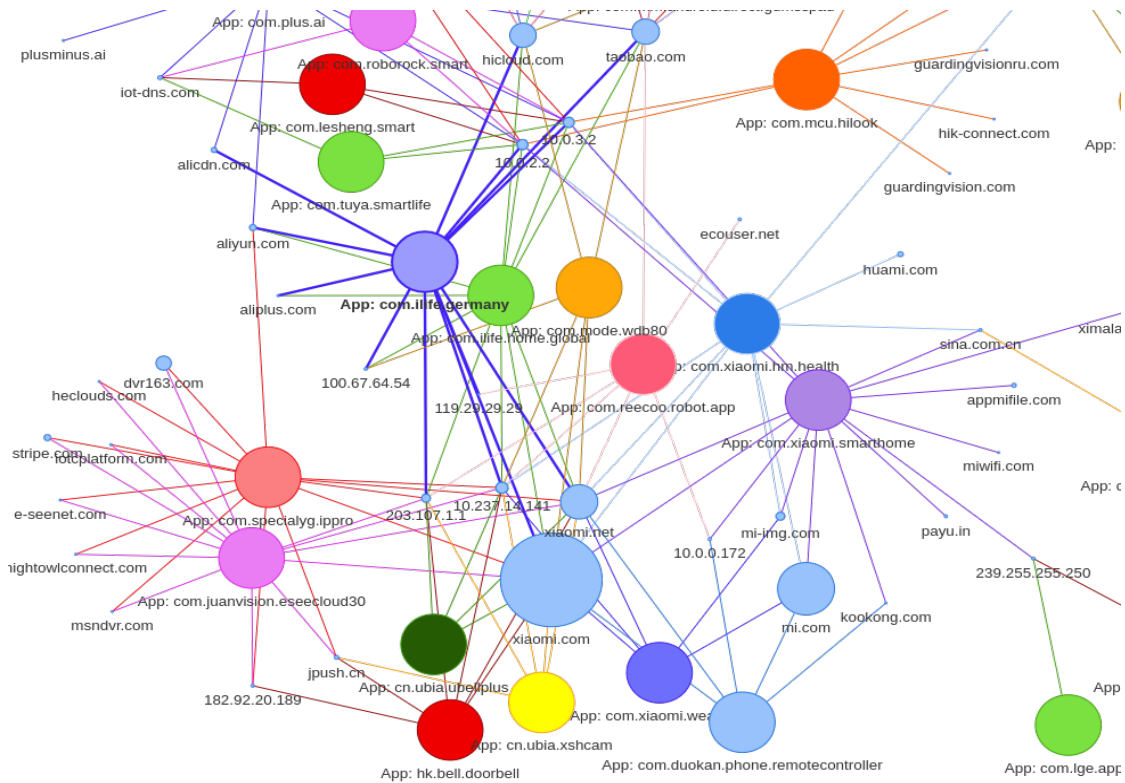 App: com.plus.ai
plusminus.ai
App: com.roborock.smart
hicloud.com
taobao.com
guardingvisionru.com
iot-dns.com
App: com.lesheng.smart
App: com.mcu.hilook
hik-connect.com
10.0.3.2
10.0.2.2
App:
alicdn.com
guardingvision.com
App: com.tuya.smartlife
ecouser.net
aliyun.com
huami.com
aliplus.com
App: com.ilife.germany
App: com.mode.wdb80
ximala
App: com.ilife.home.global
sina.com.cn
App: com.xiaomi.hm.health
dvr163.com
100.67.64.54
heclouds.com
appmifile.com
119.29.29.29
App: com.reecoo.robot.app
App: com.xiaomi.smarthome
stripe.com
iotcplatform.com
miwifi.com
App: c
10.237.14.141
e-seenet.com
203.107.1.1
App: com.specialyg.ippro
xiaomi.net
mi-img.com
payu.in
10.0.0.172
nightowlconnect.com
239.255.255.250
App: com.juanvision.eseecloud30
kookong.com
msndvr.com
xiaomi.com
mi.com
jpush.cn
App: cn.ubia.ubellplus
App
182.92.20.189
App: com.xiaomi.wea
App: cn.ubia.xshcam
App: com.duokan.phone.remotecontroller
App: hk.bell.doorbell
App: com.lge.app